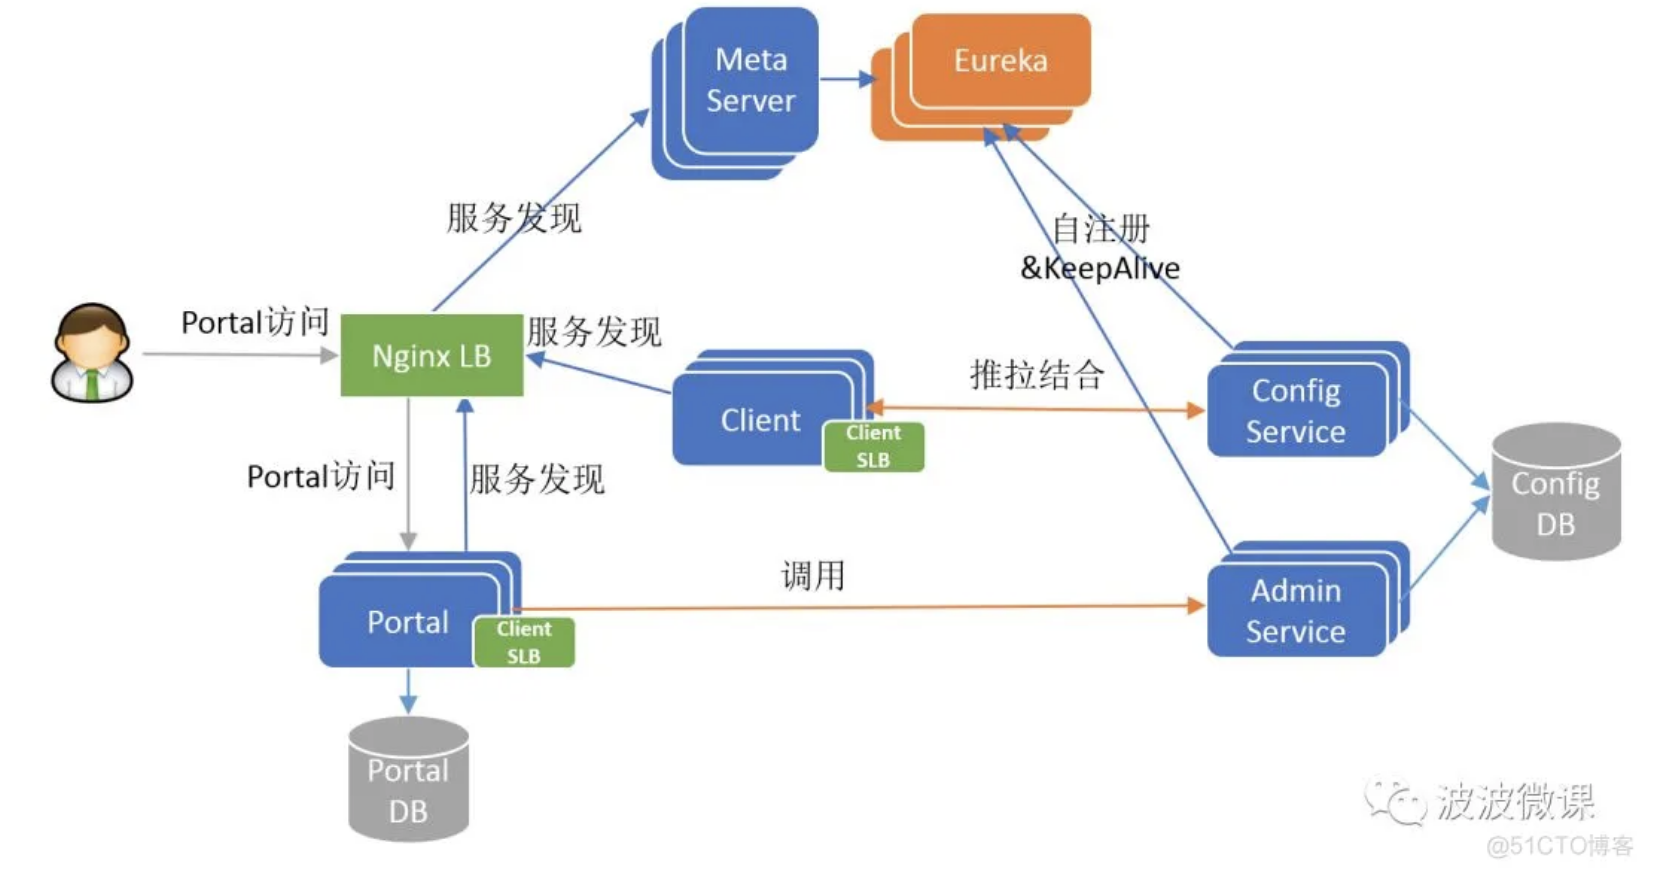 Meta
Server
Eureka
服务发现
自注册
&KeepAlive
Portal访问
Nginx LB
服务发现
Client
Client
SLB
推拉结合
Config
Service
Config
DB
Portal访问
服务发现
Portal
Client
SLB
调用
Admin
Service
Portal
DB
波波微课
@51CTO博客